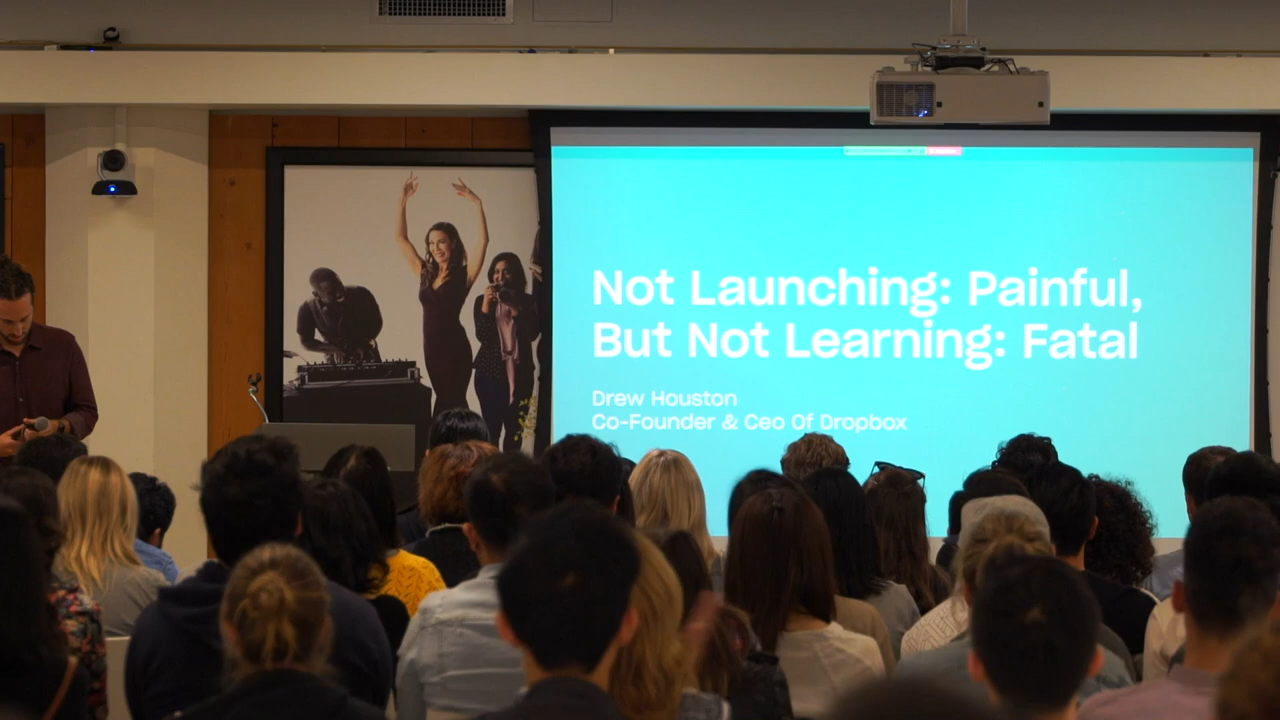 Not Launching: Painful,
But Not Learning: Fatal
Drew Houston
Co-Founder & Ceo Of Dropbox